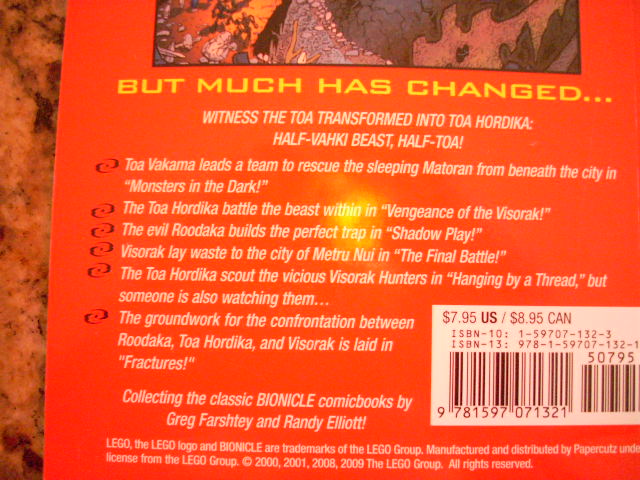 BUT MUCH HAS CHANGED...
WITNESS THE TOA TRANSFORMED INTO TOA HORDIKA:
HALF-VAHKI BEAST, HALF-TOA!
Toa Vakama leads a team to rescue the sleeping Matoran from beneath the city in
"Monsters in the Dark!"
The Toa Hordika battle the beast within in "Vengeance of the Visorak!"
The evil Roodaka builds the perfect trap in "Shadow Play!"
Visorak lay waste to the city of Metru Nui in "The Final Battle!"
The Toa Hordika scout the vicious Visorak Hunters in "Hanging by a Thread," but
someone is also watching them...
The groundwork for the confrontation between
Roodaka, Toa Hordika, and Visorak is laid in
"Fractures!"
$7.95 US / $8.95 CAN
ISBN-10: 1-59707-132-3
ISBN-13: 978-1-59707-132-1
50795
9 781597 071321
Collecting the classic BIONICLE comicbooks by
Greg Farshtey and Randy Elliott!
LEGO, the LEGO logo and BIONICLE are trademarks of the LEGO Group. Manufactured and distributed by Papercutz unde
license from the LEGO Group. © 2000, 2001, 2008, 2009 The LEGO Group. All rights reserved.